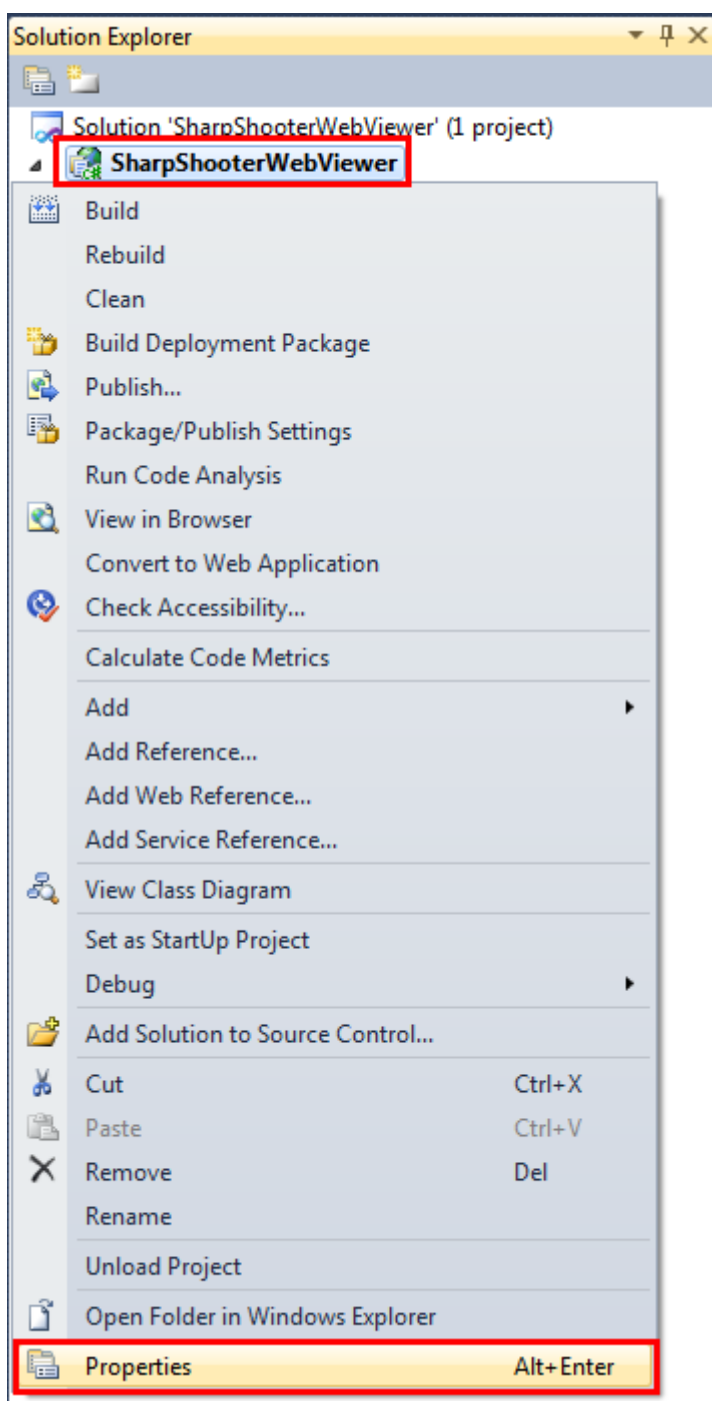 Solution Explorer
Solution 'SharpShooterWebViewer' (1 project)
SharpShooterWebViewer
Build
Rebuild
Clean
Build Deployment Package
Publish...
Package/Publish Settings
Run Code Analysis
View in Browser
Convert to Web Application
Check Accessibility...
Calculate Code Metrics
Add
Add Reference...
Add Web Reference...
Add Service Reference...
View Class Diagram
Set as StartUp Project
Debug
Add Solution to Source Control...
Cut Ctrl+X
Paste Ctrl+V
Remove Del
Rename
Unload Project
Open Folder in Windows Explorer
Properties Alt+Enter